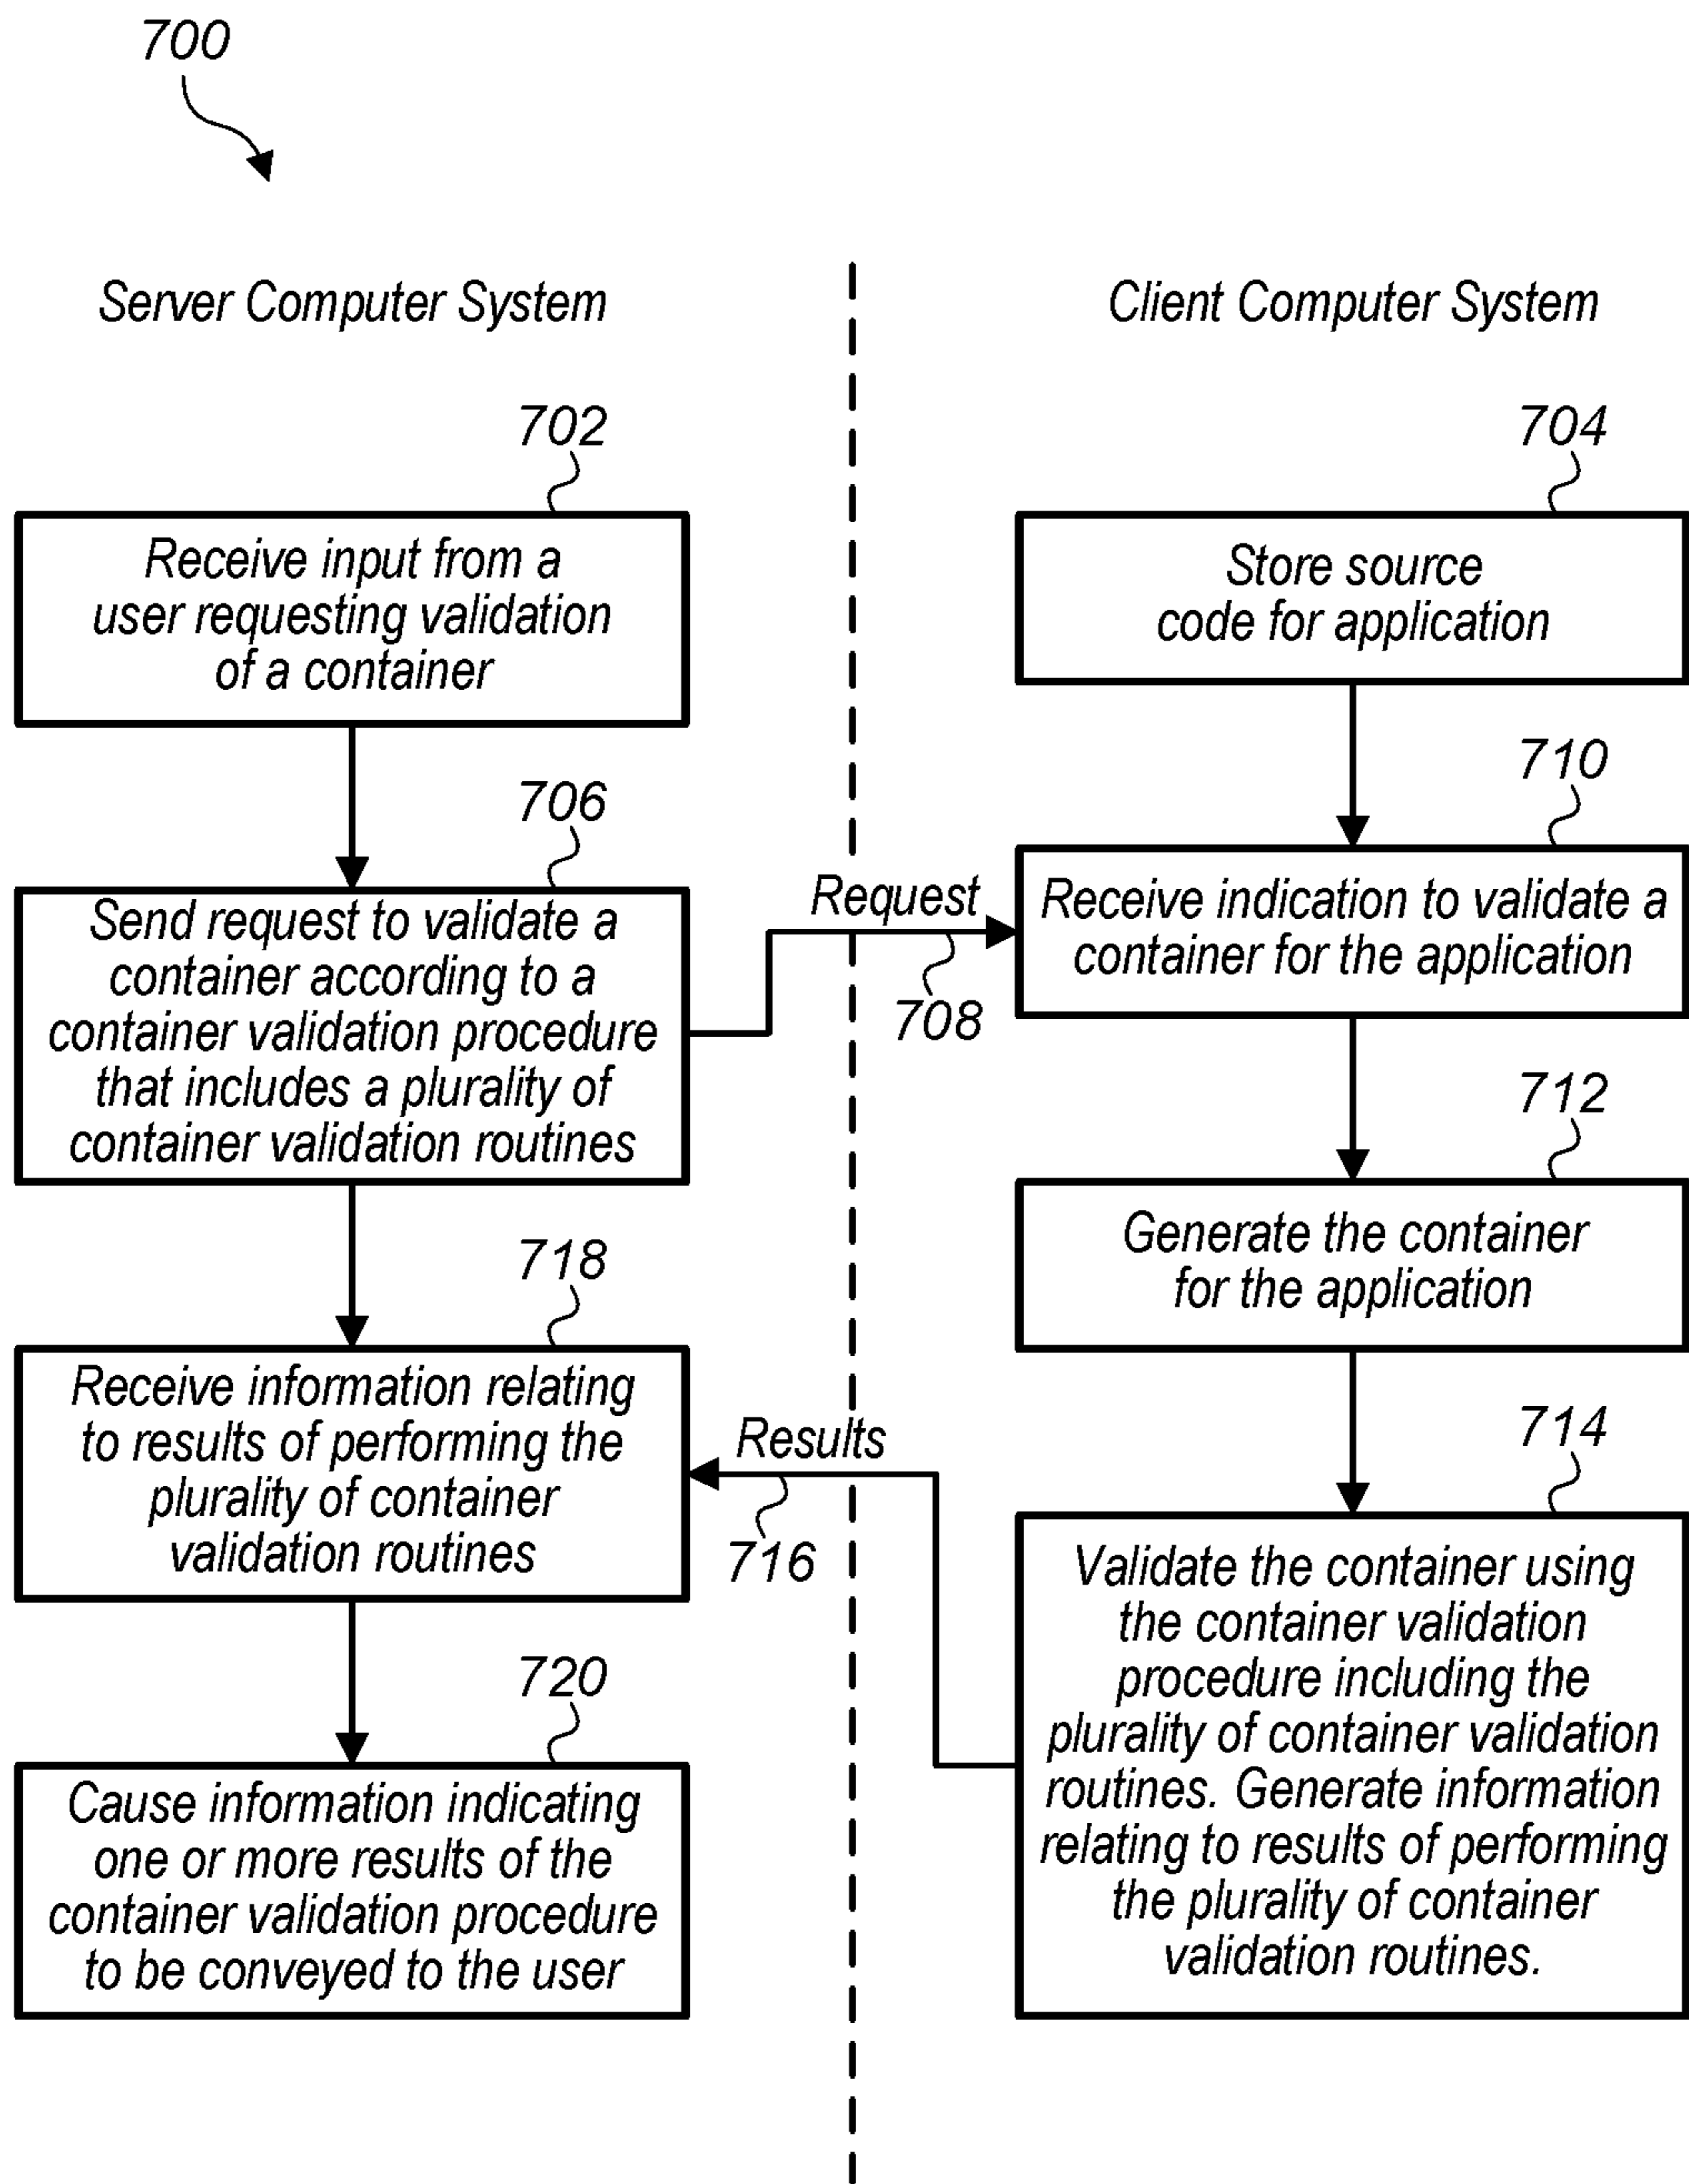 700
Server Computer System
Client Computer System
702
Receive input from a
user requesting validation
of a container
704
Store source
code for application
706
Send request to validate a
container according to a
container validation procedure
that includes a plurality of
container validation routines
Request
708
710
Receive indication to validate a
container for the application
712
Generate the container
for the application
714
Validate the container using
the container validation
procedure including the
plurality of container validation
routines. Generate information
relating to results of performing
the plurality of container
validation routines.
Results
716
718
Receive information relating
to results of performing the
plurality of container
validation routines
720
Cause information indicating
one or more results of the
container validation procedure
to be conveyed to the user